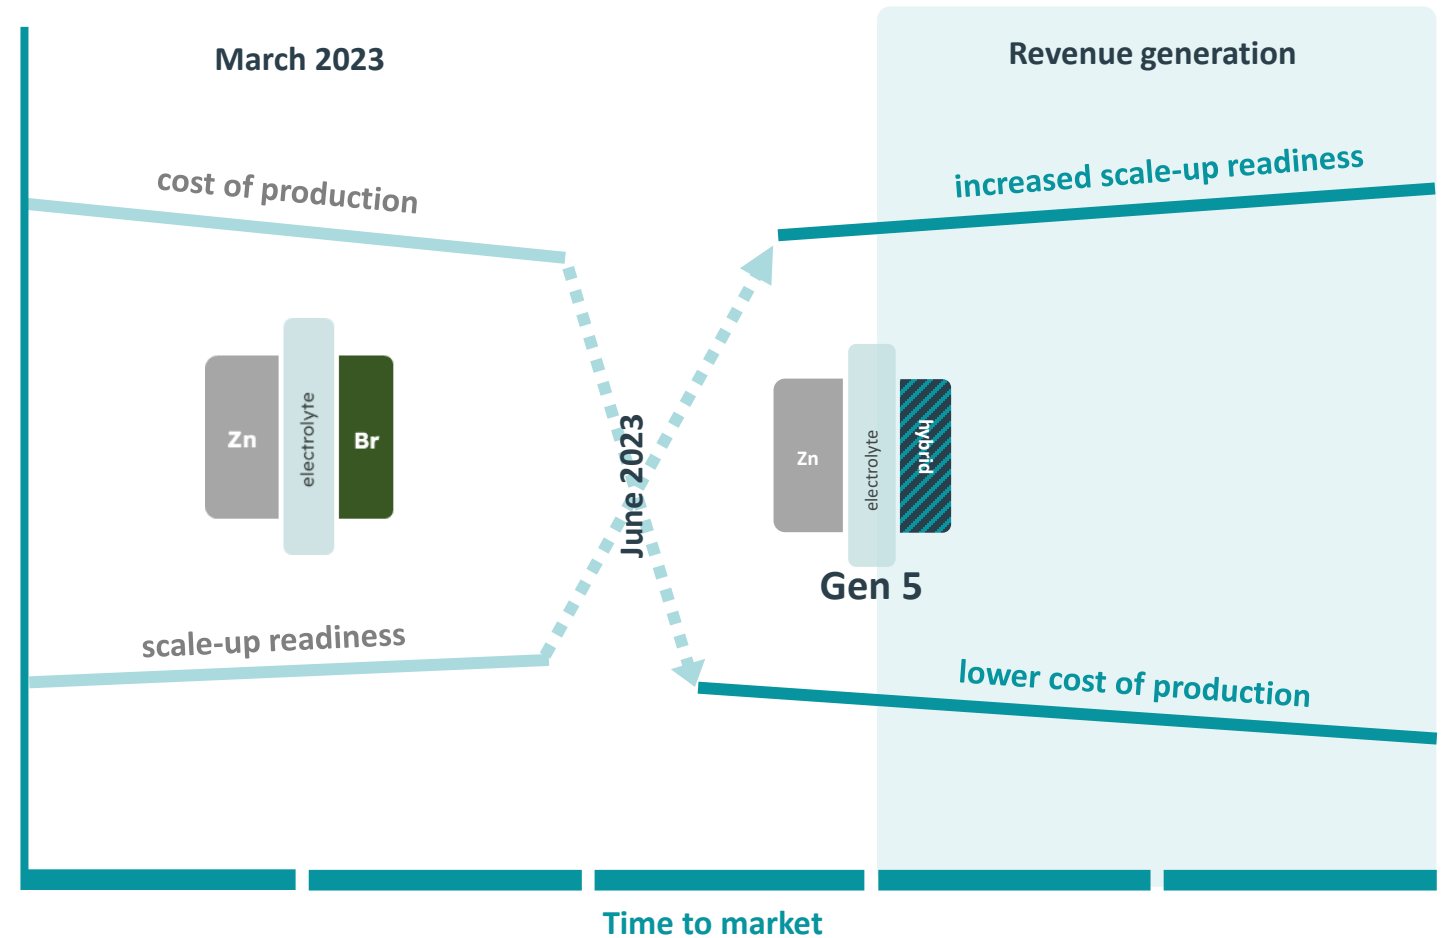 March 2023
Revenue generation
cost of production
increased scale-up readiness
Zn
electrolyte
Br
June 2023
Zn
electrolyte
hybrid
Gen 5
scale-up readiness
lower cost of production
Time to market